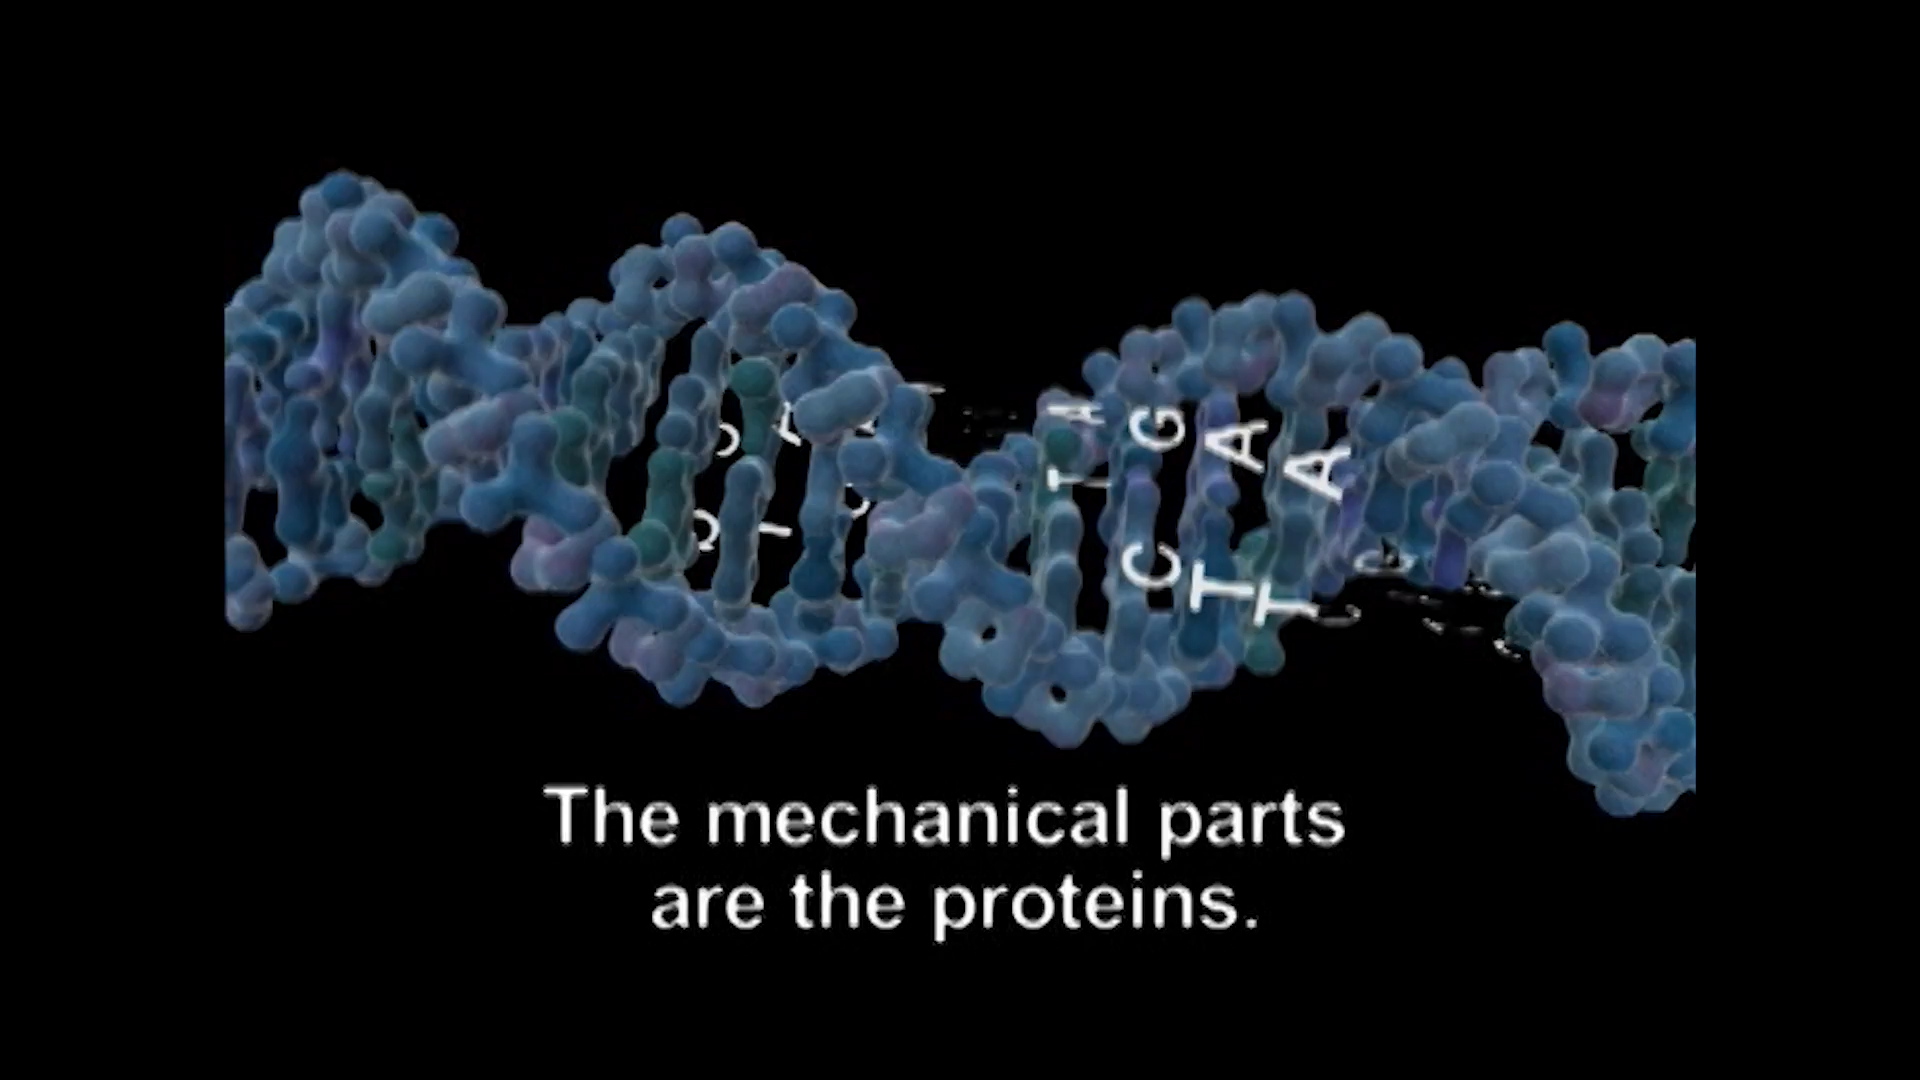 A G A A
T C T T
The mechanical parts
are the proteins.